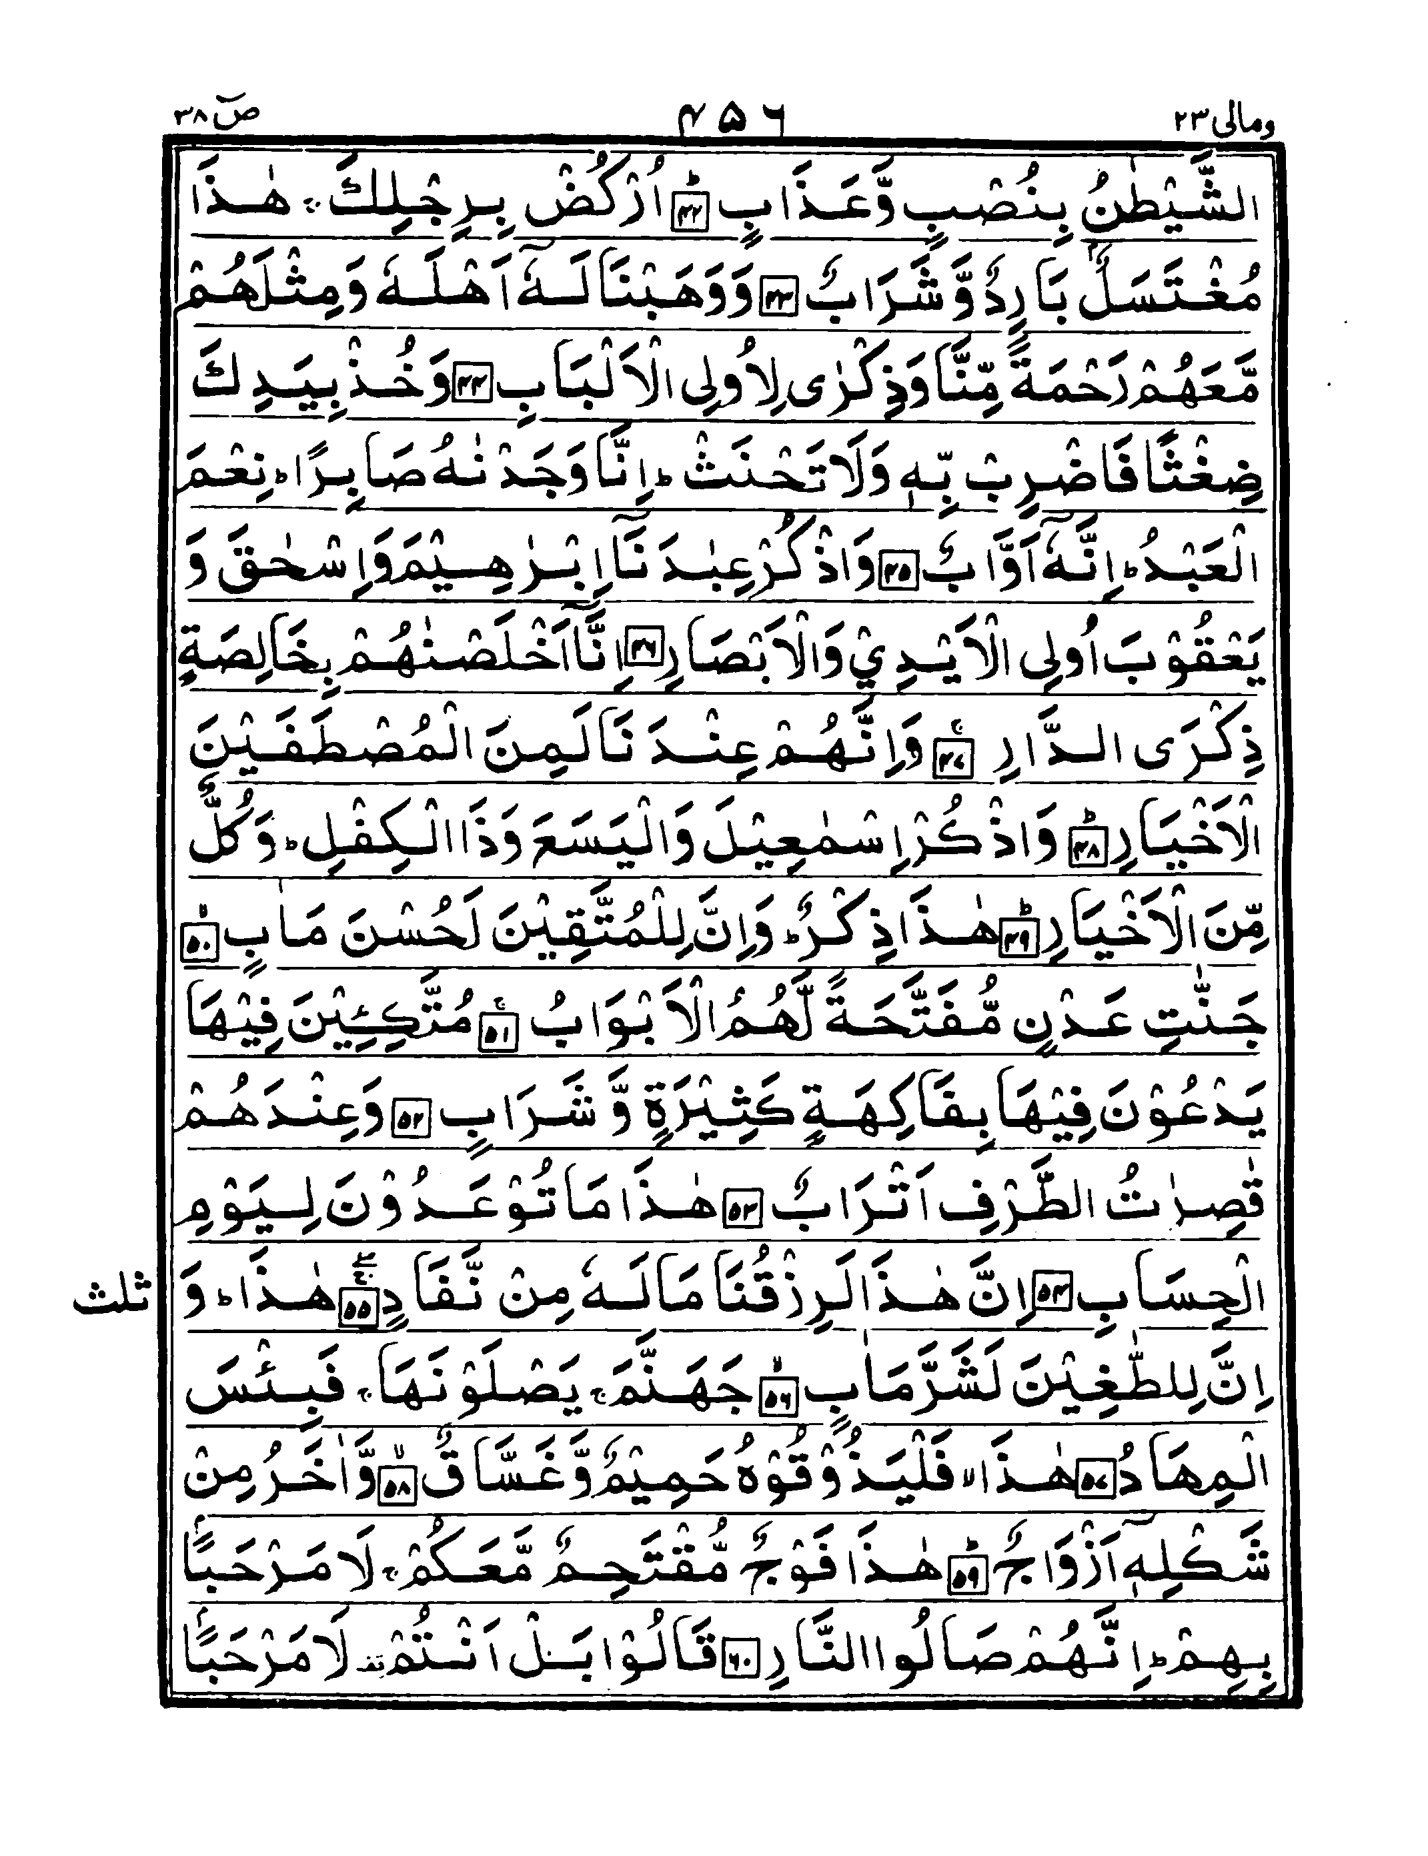 ومالی ۲۳
۴۵۶
صٓ ۳۸
الشَّیْطٰنُ بِنُصْبٍ وَّعَذَابٍ ؕ ۴۲ اُرْکُضْ بِرِجْلِكَ ۚ هٰذَا
مُغْتَسَلٌۢ بَارِدٌ وَّشَرَابٌ ۴۳ وَوَهَبْنَا لَهٗۤ اَهْلَهٗ وَمِثْلَهُمْ
مَّعَهُمْ رَحْمَةً مِّنَّا وَذِكْرٰی لِاُولِی الْاَلْبَابِ ۴۴ وَخُذْ بِیَدِكَ
ضِغْثًا فَاضْرِبْ بِّهٖ وَلَا تَحْنَثْ ؕ اِنَّا وَجَدْنٰهُ صَابِرًا ؕ نِعْمَ
الْعَبْدُ ؕ اِنَّهٗۤ اَوَّابٌ ۴۵ وَاذْكُرْ عِبٰدَنَاۤ اِبْرٰهِیْمَ وَاِسْحٰقَ وَ
یَعْقُوْبَ اُولِی الْاَیْدِیْ وَالْاَبْصَارِ ۴۶ اِنَّاۤ اَخْلَصْنٰهُمْ بِخَالِصَةٍ
ذِكْرَی الدَّارِ ۚ ۴۷ وَاِنَّهُمْ عِنْدَنَا لَمِنَ الْمُصْطَفَیْنَ
الْاَخْیَارِ ؕ ۴۸ وَاذْكُرْ اِسْمٰعِیْلَ وَالْیَسَعَ وَذَا الْكِفْلِ ؕ وَكُلٌّ
مِّنَ الْاَخْیَارِ ؕ ۴۹ هٰذَا ذِكْرٌ ؕ وَاِنَّ لِلْمُتَّقِیْنَ لَحُسْنَ مَاٰبٍ ۙ ۵۰
جَنّٰتِ عَدْنٍ مُّفَتَّحَةً لَّهُمُ الْاَبْوَابُ ۚ ۵۱ مُتَّكِـِٕیْنَ فِیْهَا
یَدْعُوْنَ فِیْهَا بِفَاكِهَةٍ كَثِیْرَةٍ وَّشَرَابٍ ۵۲ وَعِنْدَهُمْ
قٰصِرٰتُ الطَّرْفِ اَتْرَابٌ ۵۳ هٰذَا مَا تُوْعَدُوْنَ لِیَوْمِ
الْحِسَابِ ۵۴ اِنَّ هٰذَا لَرِزْقُنَا مَا لَهٗ مِنْ نَّفَادٍ ۚۖ ۵۵ هٰذَا ؕ وَ
ثلث
اِنَّ لِلطّٰغِیْنَ لَشَرَّ مَاٰبٍ ۙ ۵۶ جَهَنَّمَ ۚ یَصْلَوْنَهَا ۚ فَبِئْسَ
الْمِهَادُ ۵۷ هٰذَا ۙ فَلْیَذُوْقُوْهُ حَمِیْمٌ وَّغَسَّاقٌ ۙ ۵۸ وَّاٰخَرُ مِنْ
شَكْلِهٖۤ اَزْوَاجٌ ؕ ۵۹ هٰذَا فَوْجٌ مُّقْتَحِمٌ مَّعَكُمْ ۚ لَا مَرْحَبًۢا
بِهِمْ ؕ اِنَّهُمْ صَالُوا النَّارِ ۶۰ قَالُوْا بَلْ اَنْتُمْ قف لَا مَرْحَبًۢا